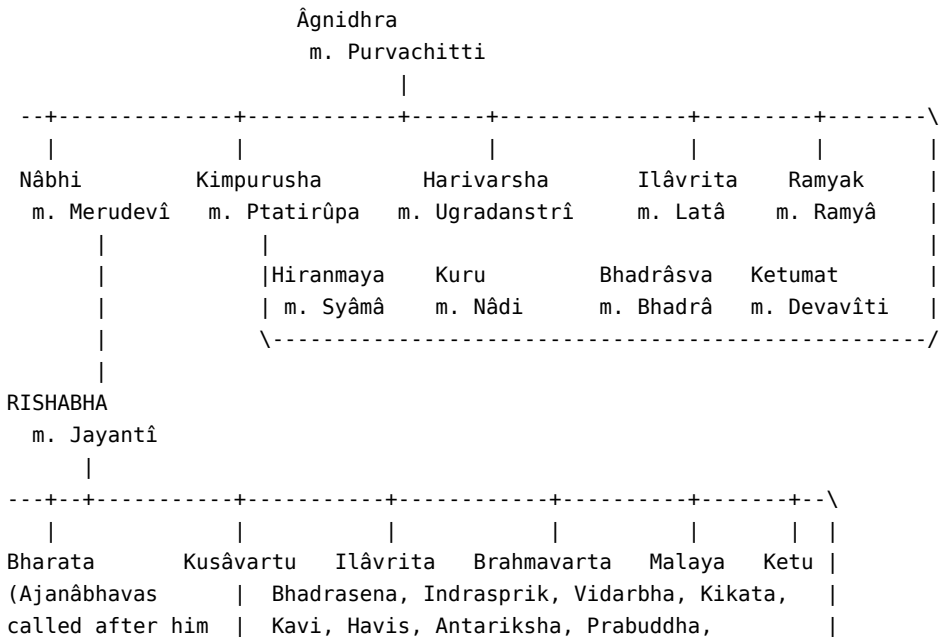 Âgnidhra
m. Purvachitti
|
--+--------------+------------+------+---------------+---------+--------\
| | | | | |
Nâbhi Kimpurusha Harivarsha Ilâvrita Ramyak |
m. Merudevî m. Ptatirûpa m. Ugradanstrî m. Latâ m. Ramyâ |
| | |
| |Hiranmaya Kuru Bhadrâsva Ketumat |
| | m. Syâmâ m. Nâdi m. Bhadrâ m. Devavîti |
| \----------------------------------------------------/
|
RISHABHA
m. Jayantî
|
---+--+-----------+-----------+------------+----------+-------+--\
| | | | | | |
Bharata Kusâvartu Ilâvrita Brahmavarta Malaya Ketu |
(Ajanâbhavas | Bhadrasena, Indrasprik, Vidarbha, Kikata, |
called after him | Kavi, Havis, Antariksha, Prabuddha, |